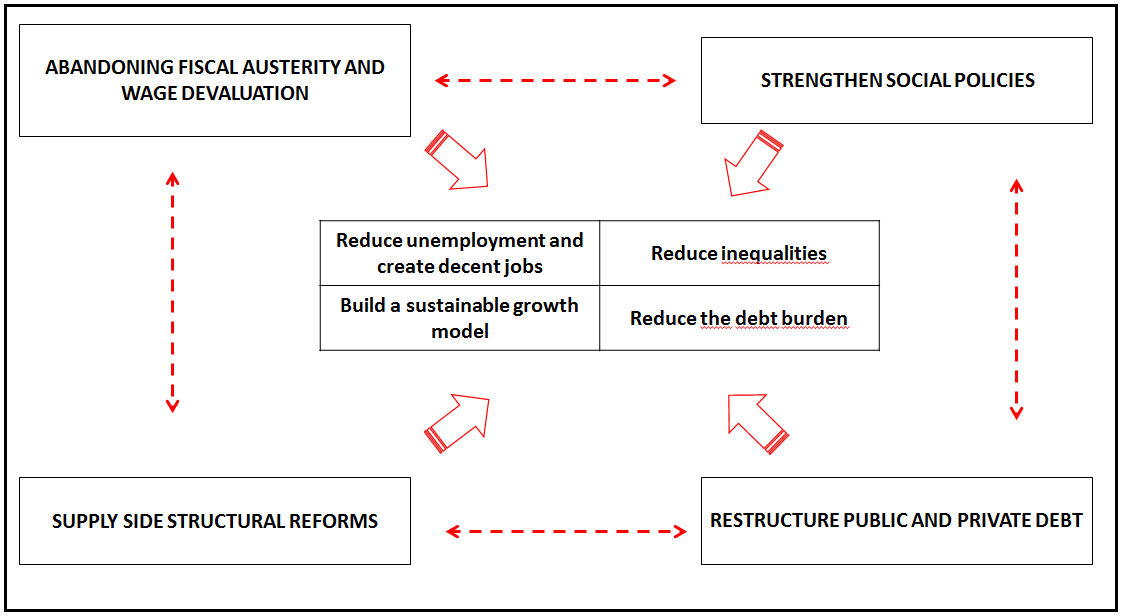 ABANDONING FISCAL AUSTERITY AND
WAGE DEVALUATION
STRENGTHEN SOCIAL POLICIES
Reduce unemployment and
create decent jobs
Reduce inequalities
Build a sustainable growth
model
Reduce the debt burden
SUPPLY SIDE STRUCTURAL REFORMS
RESTRUCTURE PUBLIC AND PRIVATE DEBT